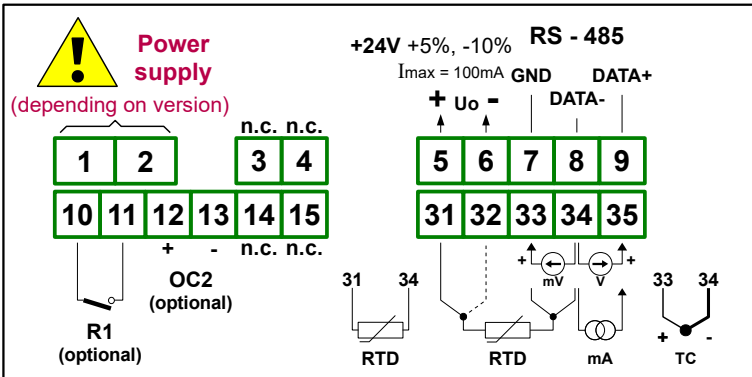 Power
supply
(depending on version)
+24V +5%, -10%
RS - 485
Imax = 100mA
GND
DATA+
+ Uo -
DATA-
n.c. n.c.
1 2 3 4 5 6 7 8 9
10 11 12 13 14 15 31 32 33 34 35
+ - n.c. n.c.
OC2
(optional)
R1
(optional)
31 34
RTD
RTD
+ mV
V +
mA
33 34
+ -
TC